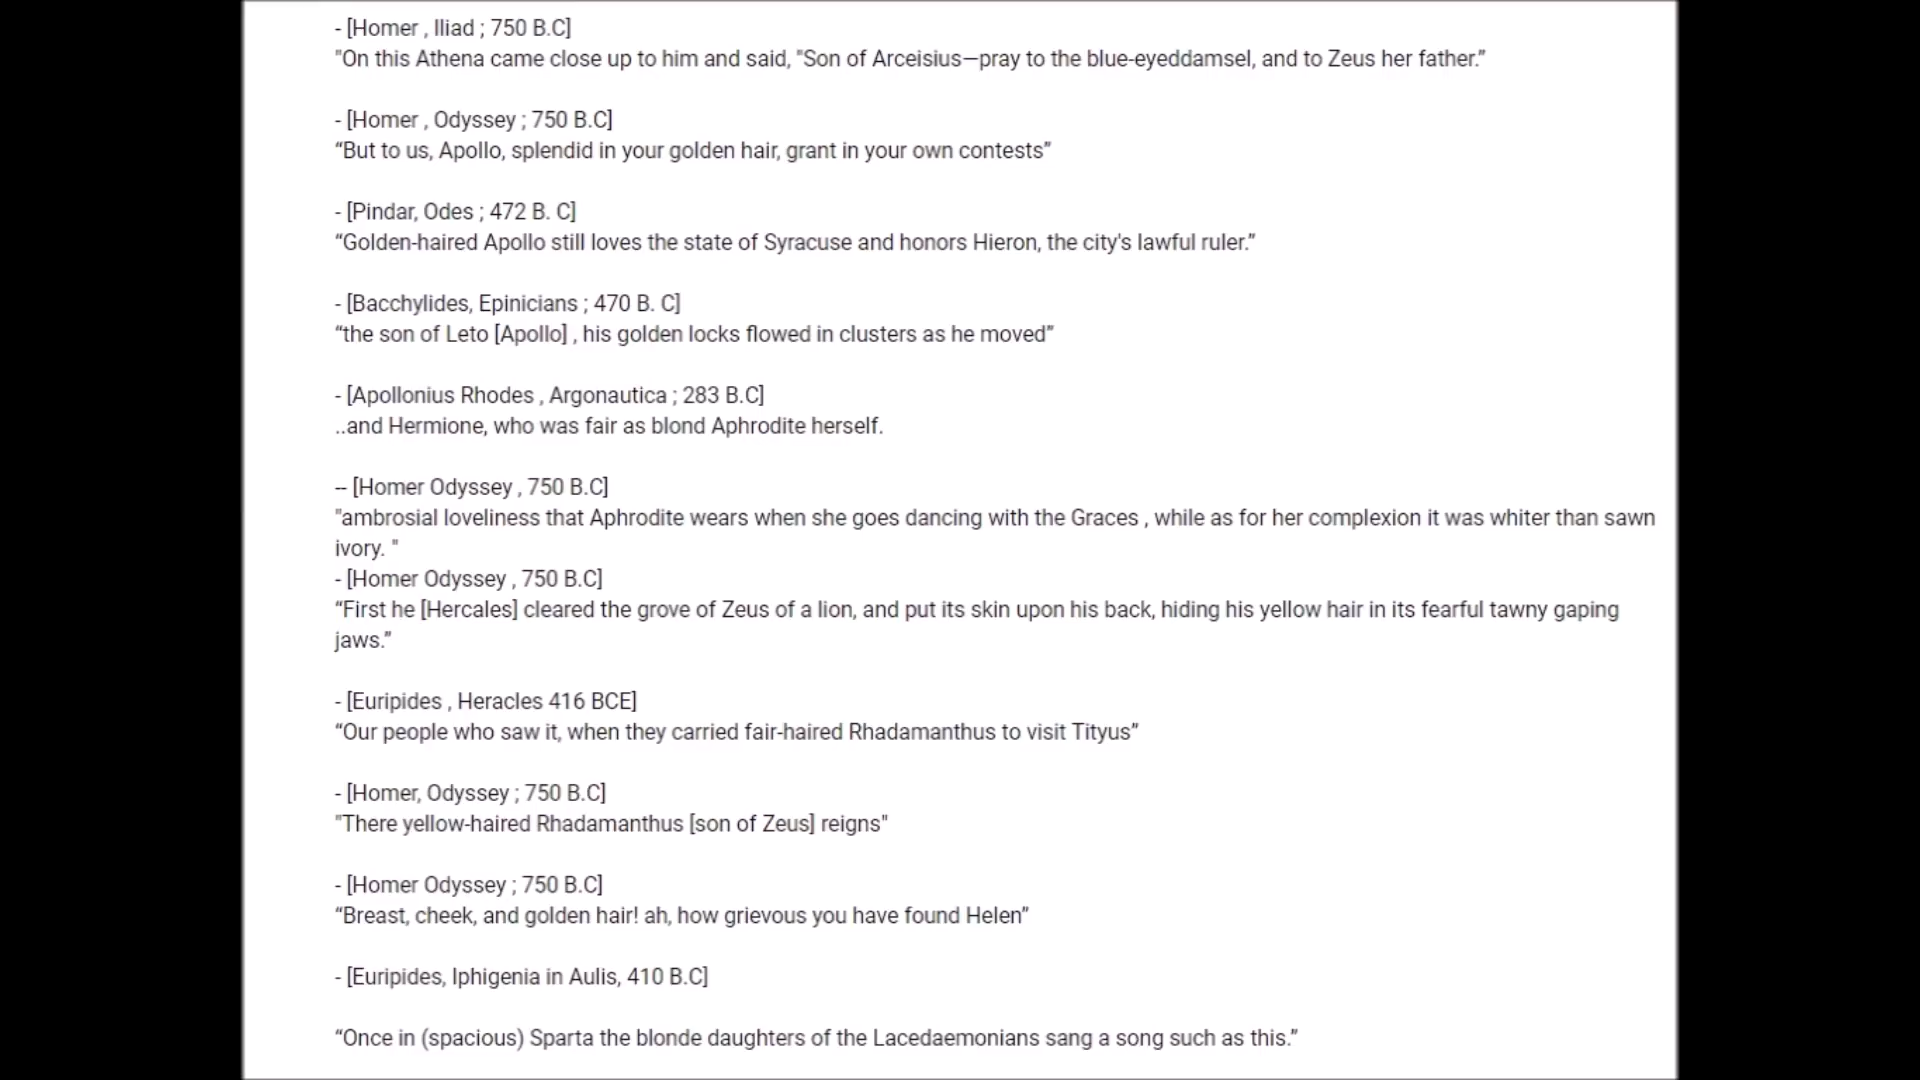 - [Homer , Iliad ; 750 B.C]
"On this Athena came close up to him and said, "Son of Arceisius—pray to the blue-eyeddamsel, and to Zeus her father.”
- [Homer , Odyssey ; 750 B.C]
“But to us, Apollo, splendid in your golden hair, grant in your own contests”
- [Pindar, Odes ; 472 B. C]
“Golden-haired Apollo still loves the state of Syracuse and honors Hieron, the city's lawful ruler.”
- [Bacchylides, Epinicians ; 470 B. C]
“the son of Leto [Apollo] , his golden locks flowed in clusters as he moved”
- [Apollonius Rhodes , Argonautica ; 283 B.C]
..and Hermione, who was fair as blond Aphrodite herself.
-- [Homer Odyssey , 750 B.C]
"ambrosial loveliness that Aphrodite wears when she goes dancing with the Graces , while as for her complexion it was whiter than sawn
ivory. "
- [Homer Odyssey , 750 B.C]
“First he [Hercales] cleared the grove of Zeus of a lion, and put its skin upon his back, hiding his yellow hair in its fearful tawny gaping
jaws.”
- [Euripides , Heracles 416 BCE]
“Our people who saw it, when they carried fair-haired Rhadamanthus to visit Tityus”
- [Homer, Odyssey ; 750 B.C]
"There yellow-haired Rhadamanthus [son of Zeus] reigns"
- [Homer Odyssey ; 750 B.C]
“Breast, cheek, and golden hair! ah, how grievous you have found Helen”
- [Euripides, Iphigenia in Aulis, 410 B.C]
“Once in (spacious) Sparta the blonde daughters of the Lacedaemonians sang a song such as this.”